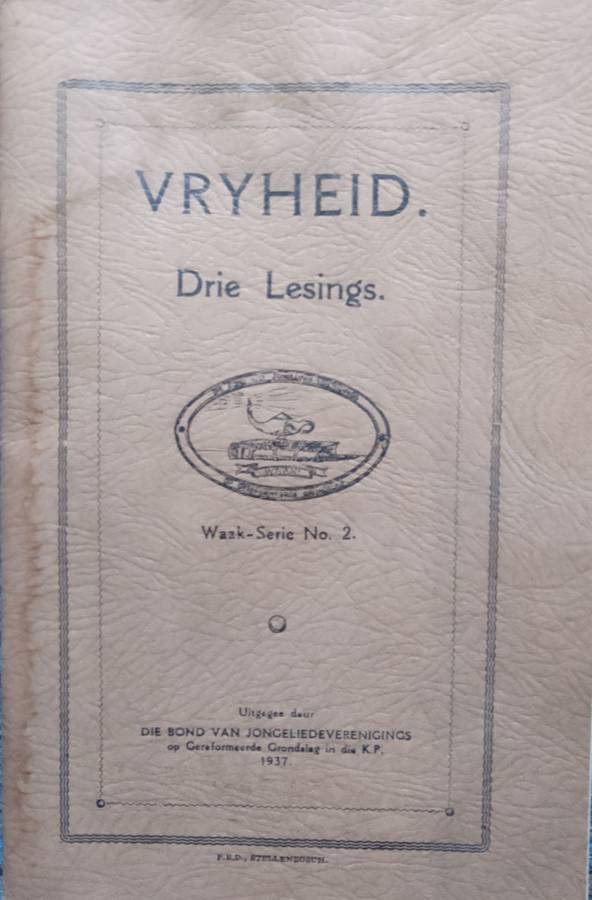 VRYHEID.
Drie Lesings.
Waak-Serie No. 2.
Uitgegee deur
DIE BOND VAN JONGELIEDEVERENIGINGS
op Gereformeerde Grondslag in die K.P.
1937.
STELLENBOSCH.